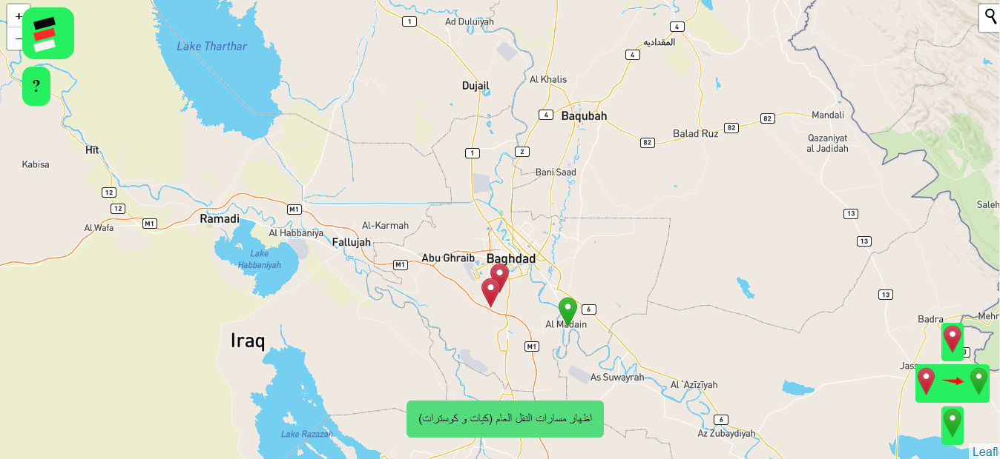 +
−
?
Lake Tharthar
1
Ad Duluiyah
4
المقداديه
4
Dujail
Al Khalis
4
Baqubah
82
Mandali
82
Balad Ruz
82
Qazaniyat
al Jadidah
Hīt
Kabisa
1
2
Bani Saad
12
12
M1
Saleh
13
Ramadi
M1
Al Wafa
Al Habbaniya
Al-Karmah
Fallujah
13
Lake
Habbaniyah
M1
Abu Ghraib
Baghdad
13
6
Al Madain
Badra
Mehr
Iraq
M1
3
Jass
As Suwayrah
Al 'Azīzīyah
اظهار مسارات النقل العام (كيات و كوسترات)
6
Lake Razazah
Az Zubaydiyah
Leafl